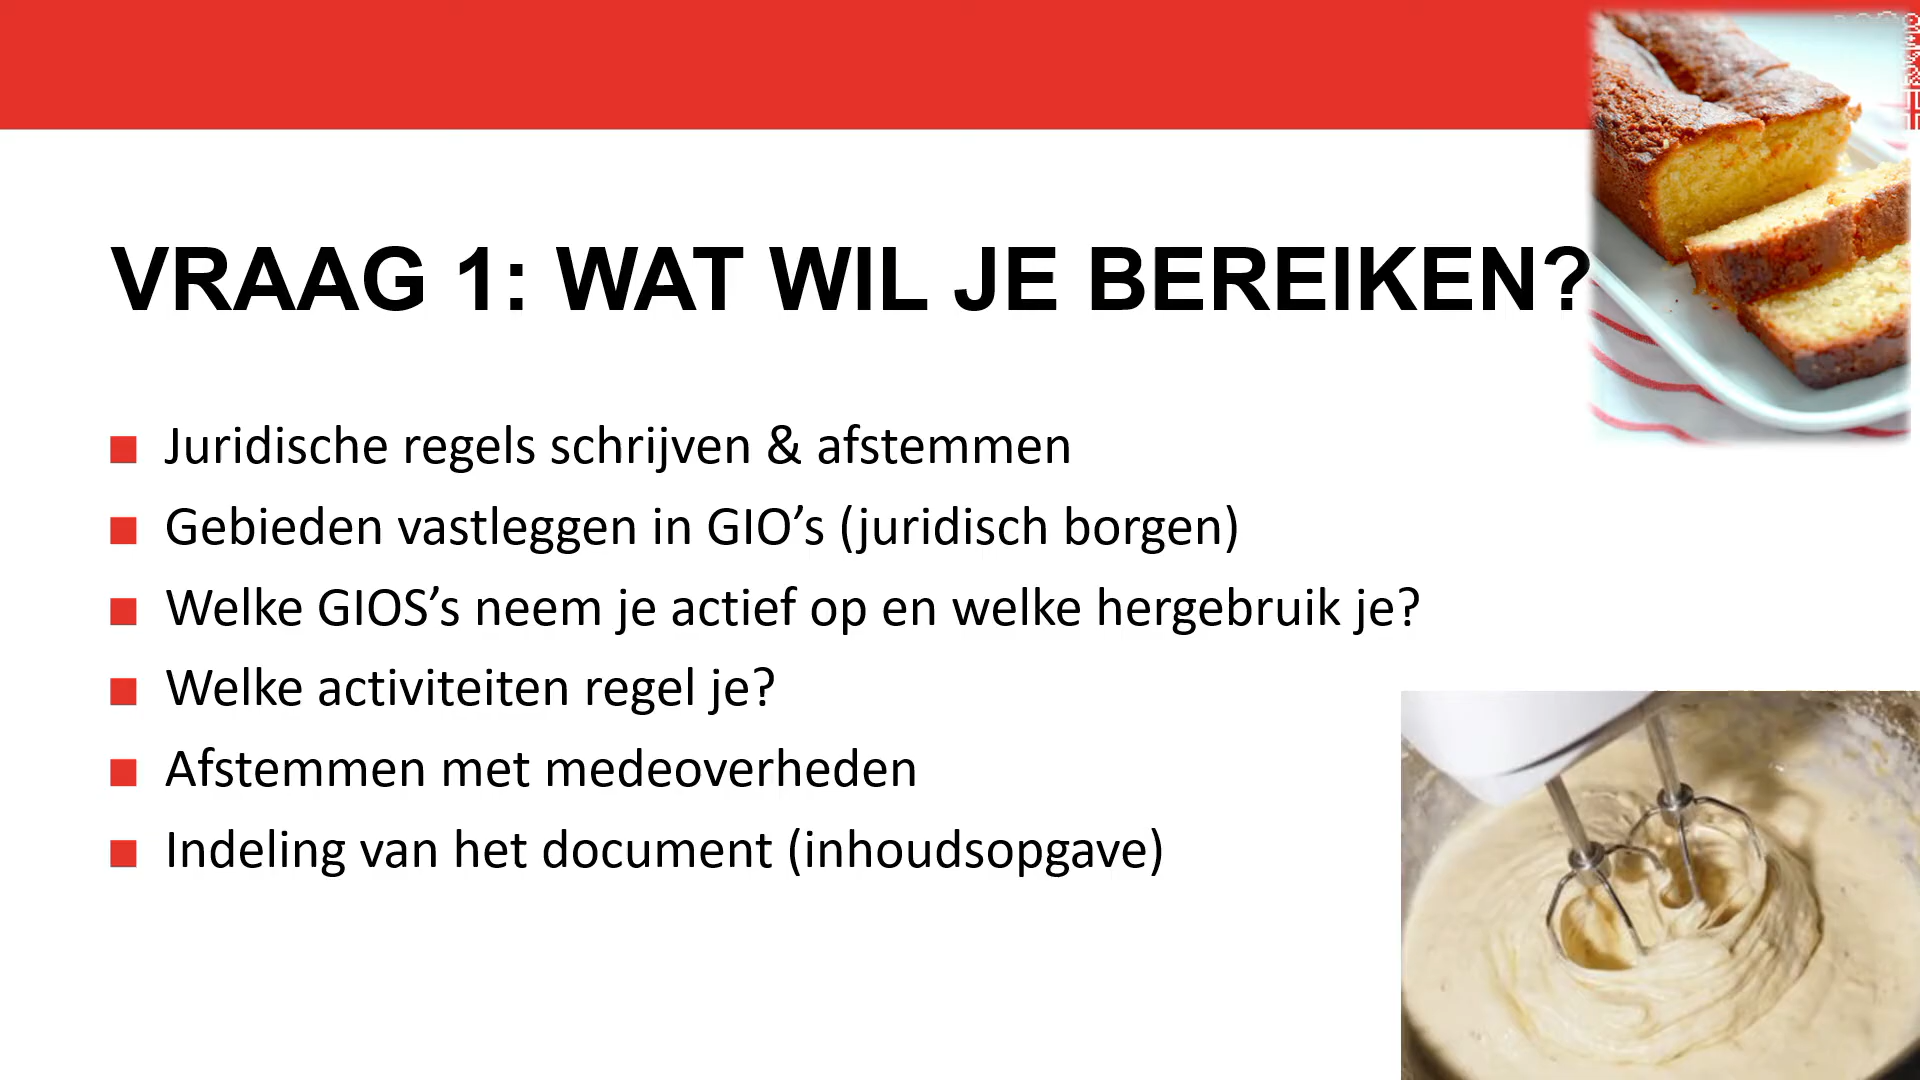 VRAAG 1: WAT WIL JE BEREIKEN?
Juridische regels schrijven & afstemmen
Gebieden vastleggen in GIO’s (juridisch borgen)
Welke GIOS’s neem je actief op en welke hergebruik je?
Welke activiteiten regel je?
Afstemmen met medeoverheden
Indeling van het document (inhoudsopgave)